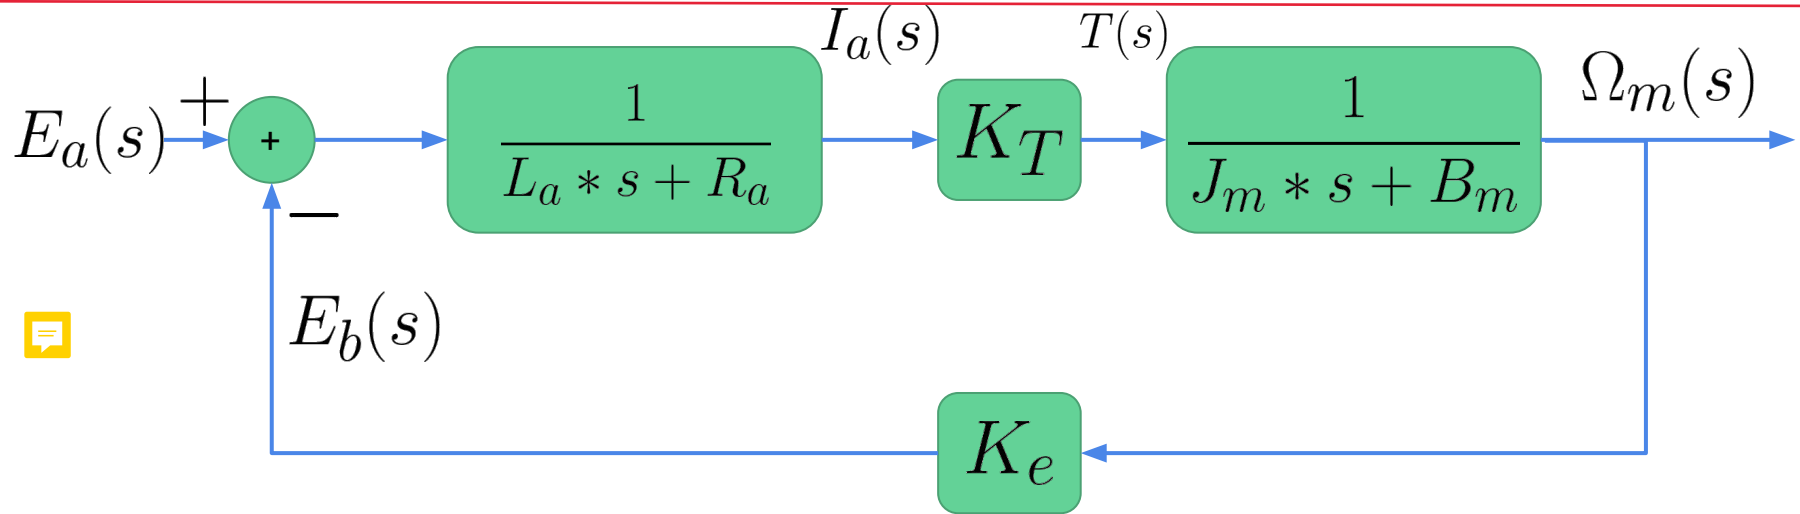 E_a(s)
+
+
−
1
L_a * s + R_a
I_a(s)
K_T
T(s)
1
J_m * s + B_m
Ω_m(s)
E_b(s)
K_e